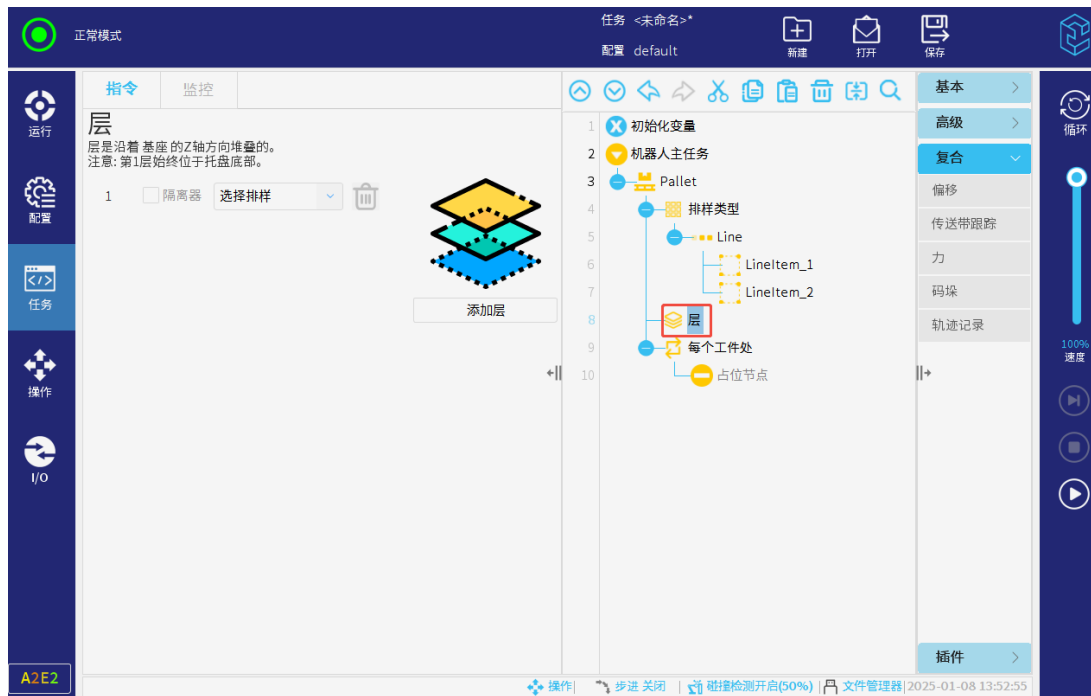 正常模式
任务 <未命名>*
配置 default
新建
打开
保存
运行
配置
任务
操作
I/O
A2E2
指令
监控
层
层是沿着 基座 的Z轴方向堆叠的。
注意: 第1层始终位于托盘底部。
1 隔离器 选择排样
添加层
1 初始化变量
2 机器人主任务
3 Pallet
4 排样类型
5 Line
6 LineItem_1
7 LineItem_2
8 层
9 每个工件处
10 占位节点
基本
高级
复合
偏移
传送带跟踪
力
码垛
轨迹记录
插件
循环
100%
速度
操作| 步进 关闭 | 碰撞检测开启(50%) | 文件管理器|2025-01-08 13:52:55